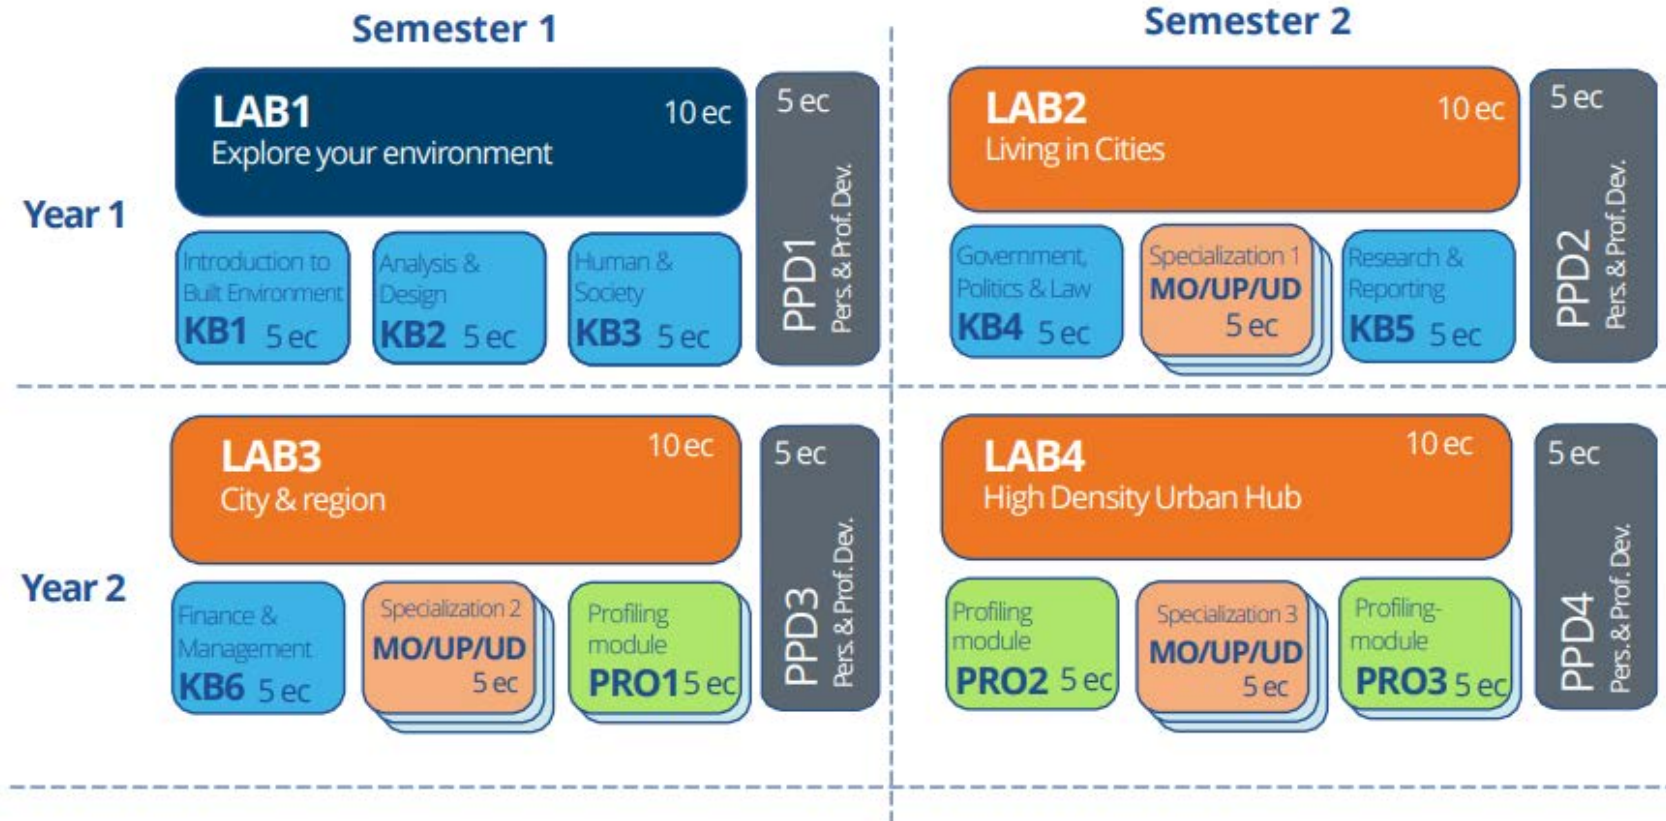 Semester 1
Semester 2
Year 1
LAB1
10 ec
Explore your environment
5 ec
PPD1
Pers. & Prof. Dev.
Introduction to
Built Environment
KB1 5 ec
Analysis &
Design
KB2 5 ec
Human &
Society
KB3 5 ec
LAB2
10 ec
Living in Cities
5 ec
PPD2
Pers. & Prof. Dev.
Government,
Politics & Law
KB4 5 ec
Specialization 1
MO/UP/UD
5 ec
Research &
Reporting
KB5 5 ec
Year 2
LAB3
10 ec
City & region
5 ec
PPD3
Pers. & Prof. Dev.
Finance &
Management
KB6 5 ec
Specialization 2
MO/UP/UD
5 ec
Profiling
module
PRO1 5 ec
LAB4
10 ec
High Density Urban Hub
5 ec
PPD4
Pers. & Prof. Dev.
Profiling
module
PRO2 5 ec
Specialization 3
MO/UP/UD
5 ec
Profiling-
module
PRO3 5 ec